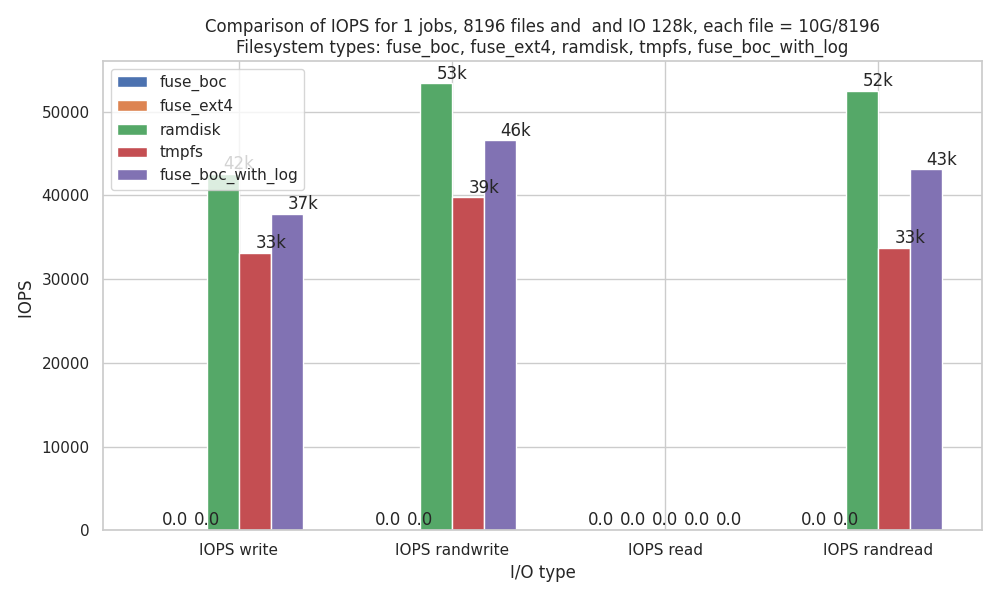 Comparison of IOPS for 1 jobs, 8196 files and  and IO 128k, each file = 10G/8196
Filesystem types: fuse_boc, fuse_ext4, ramdisk, tmpfs, fuse_boc_with_log
fuse_boc
fuse_ext4
ramdisk
tmpfs
fuse_boc_with_log
IOPS
50000
40000
30000
20000
10000
0
0.0 0.0 42k 33k 37k
0.0 0.0 53k 39k 46k
0.0 0.0 0.0 0.0 0.0
0.0 0.0 52k 33k 43k
IOPS write IOPS randwrite IOPS read IOPS randread
I/O type